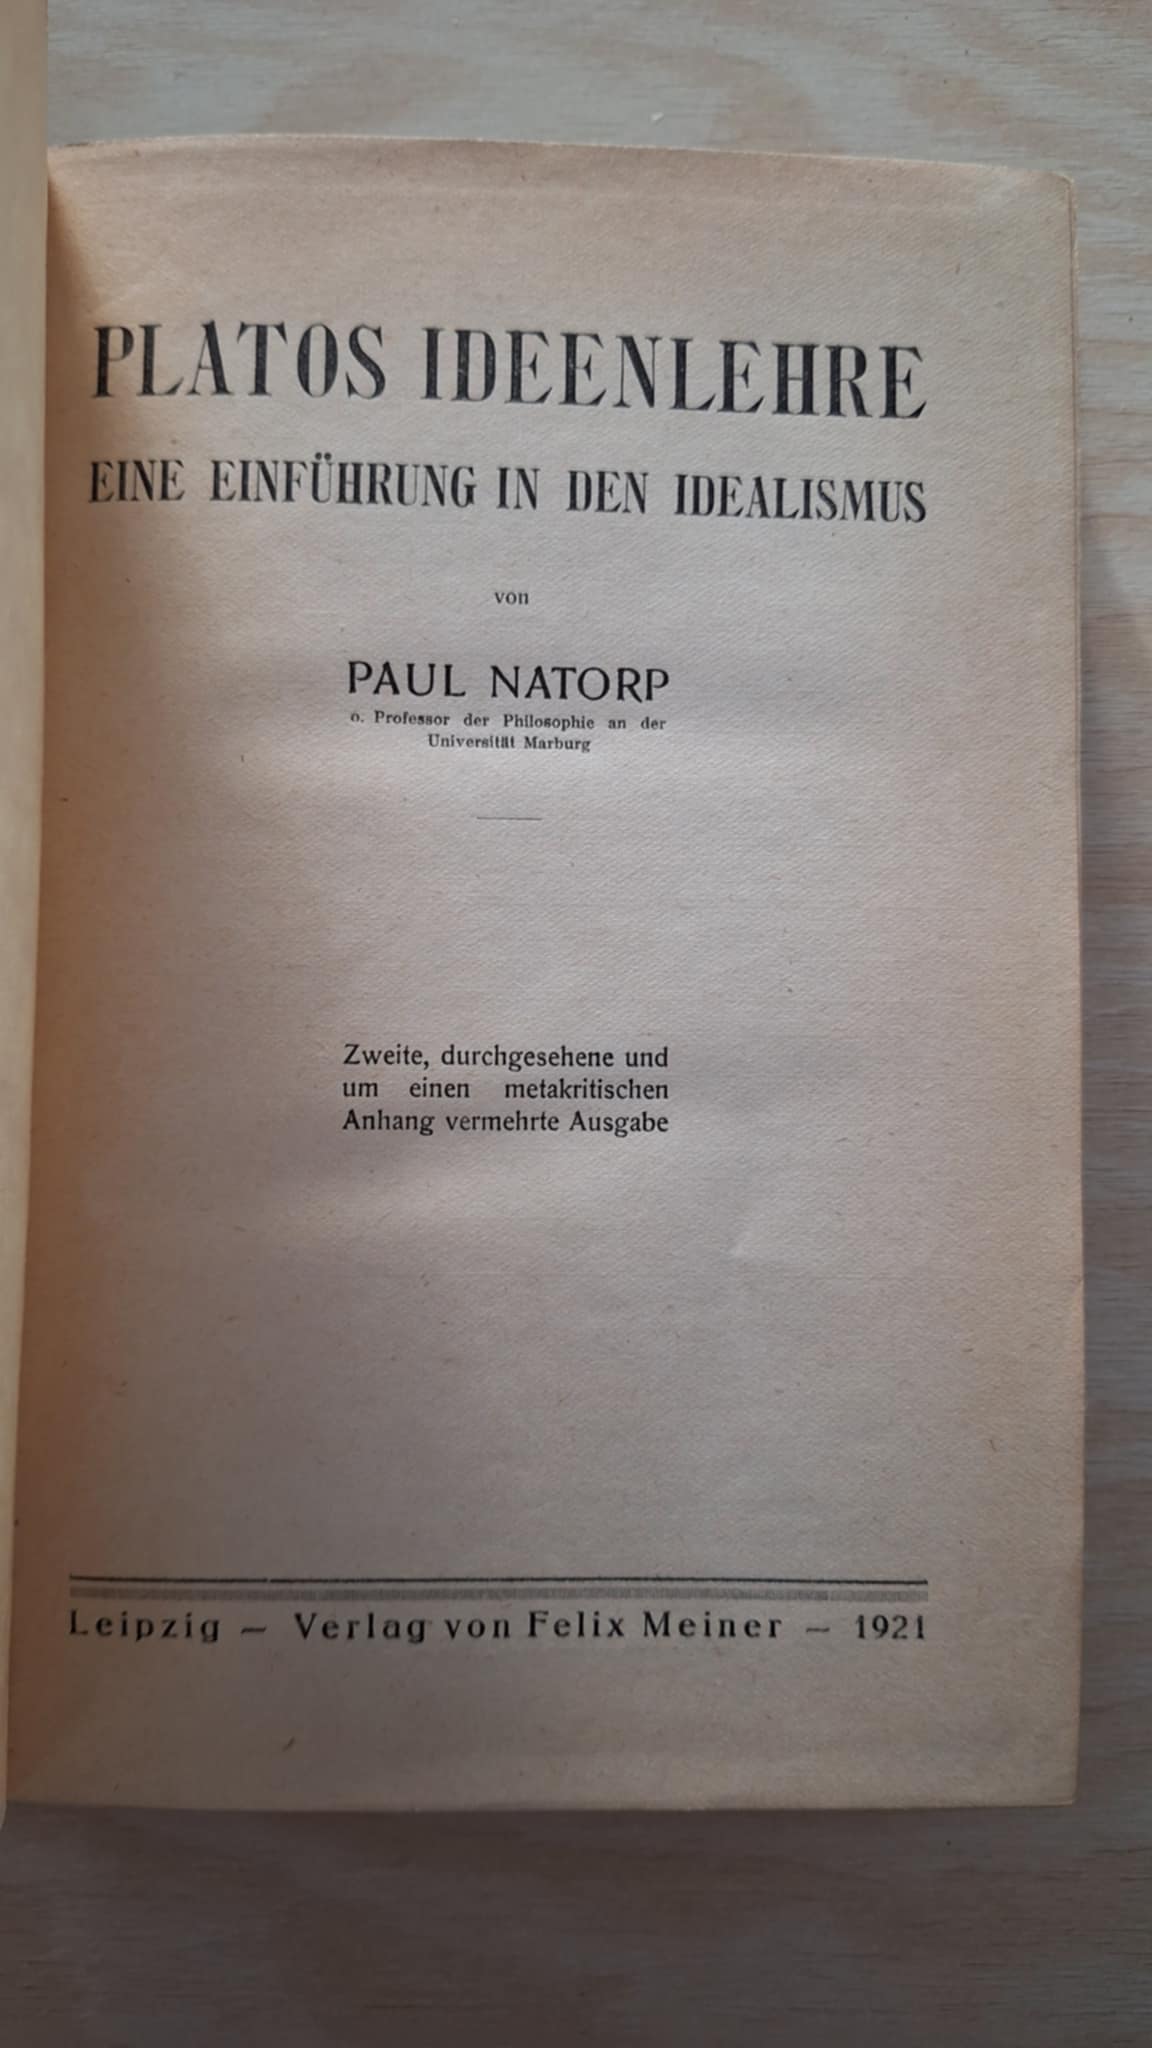 PLATOS IDEENLEHRE
EINE EINFÜHRUNG IN DEN IDEALISMUS
von
PAUL NATORP
o. Professor der Philosophie an der
Universität Marburg
Zweite, durchgesehene und
um einen metakritischen
Anhang vermehrte Ausgabe
Leipzig — Verlag von Felix Meiner — 1921